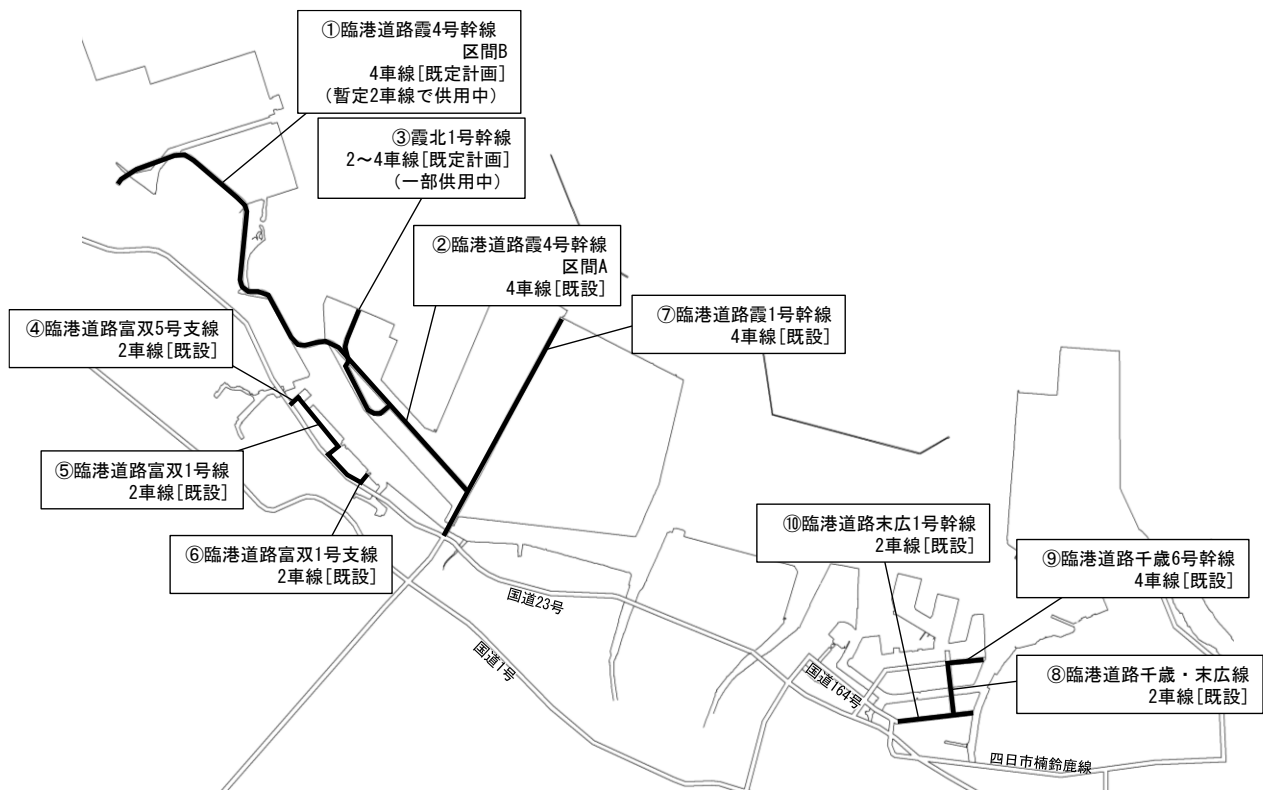 ①臨港道路霞4号幹線
区間B
4車線[既定計画]
(暫定2車線で供用中)
③霞北1号幹線
2～4車線[既定計画]
(一部供用中)
②臨港道路霞4号幹線
区間A
4車線[既設]
⑦臨港道路霞1号幹線
4車線[既設]
④臨港道路富双5号支線
2車線[既設]
⑤臨港道路富双1号線
2車線[既設]
⑥臨港道路富双1号支線
2車線[既設]
⑩臨港道路末広1号幹線
2車線[既設]
⑨臨港道路千歳6号幹線
4車線[既設]
⑧臨港道路千歳・末広線
2車線[既設]
国道23号
国道1号
国道164号
四日市楠鈴鹿線